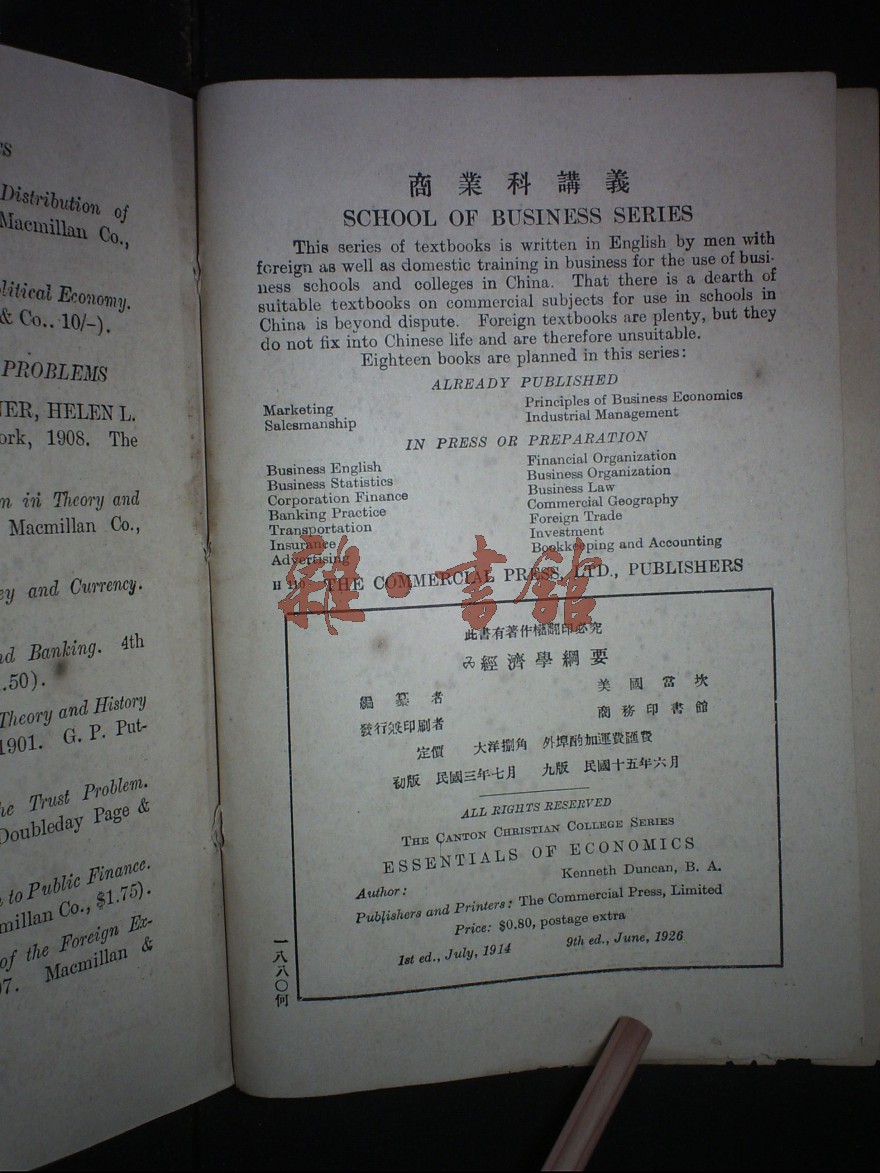 cs
Distribution of
Macmillan Co.,
litical Economy.
& Co.. 10/-).
PROBLEMS
NER, HELEN L.
ork, 1908. The
n in Theory and
Macmillan Co.,
ey and Currency.
nd Banking. 4th
.50).
Theory and History
1901. G. P. Put-
he Trust Problem.
Doubleday Page &
to Public Finance.
millan Co., $1.75).
of the Foreign Ex-
07. Macmillan &
商業科講義
SCHOOL OF BUSINESS SERIES
This series of textbooks is written in English by men with
foreign as well as domestic training in business for the use of busi-
ness schools and colleges in China. That there is a dearth of
suitable textbooks on commercial subjects for use in schools in
China is beyond dispute. Foreign textbooks are plenty, but they
do not fix into Chinese life and are therefore unsuitable.
Eighteen books are planned in this series:
ALREADY PUBLISHED
Marketing
Salesmanship
Principles of Business Economics
Industrial Management
IN PRESS OR PREPARATION
Business English
Business Statistics
Corporation Finance
Banking Practice
Transportation
Insurance
Advertising
Financial Organization
Business Organization
Business Law
Commercial Geography
Foreign Trade
Investment
Bookkeeping and Accounting
THE COMMERCIAL PRESS, LTD., PUBLISHERS
雜·書館
此書有著作權翻印必究
經濟學綱要
編纂者 美國當坎
發行兼印刷者 商務印書館
定價 大洋捌角 外埠酌加運費匯費
初版 民國三年七月 九版 民國十五年六月
ALL RIGHTS RESERVED
THE CANTON CHRISTIAN COLLEGE SERIES
ESSENTIALS OF ECONOMICS
Author: Kenneth Duncan, B. A.
Publishers and Printers: The Commercial Press, Limited
Price: $0.80, postage extra
1st ed., July, 1914 9th ed., June, 1926
一八八〇何